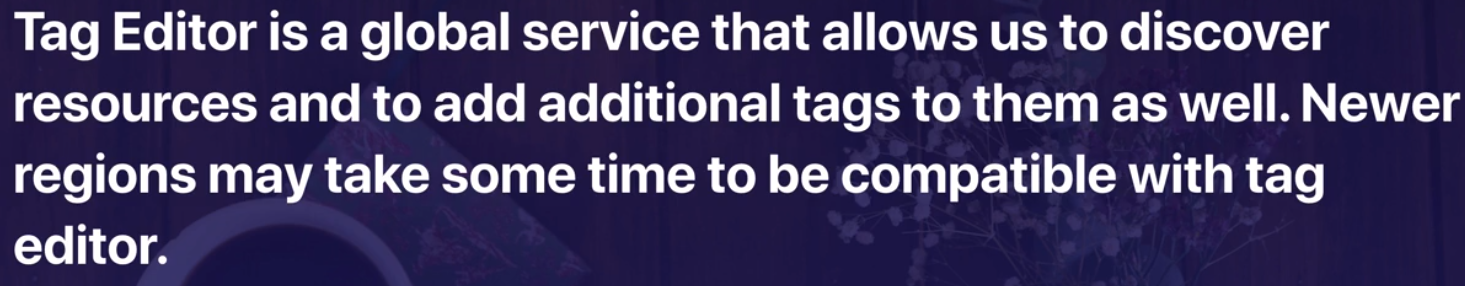 Tag Editor is a global service that allows us to discover
resources and to add additional tags to them as well. Newer
regions may take some time to be compatible with tag
editor.